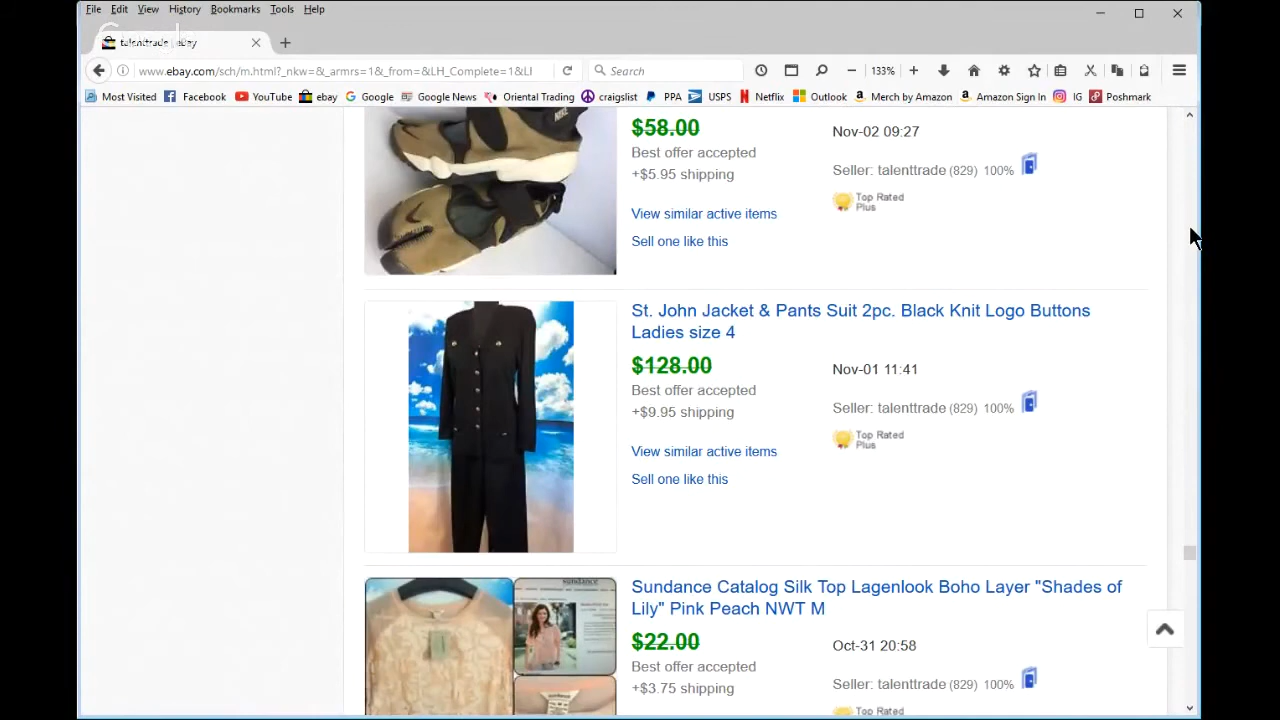 File Edit View History Bookmarks Tools Help
talenttrade | eBay
www.ebay.com/sch/m.html?_nkw=&_armrs=1&_from=&LH_Complete=1&LI
Search
133%
Most Visited Facebook YouTube ebay Google Google News Oriental Trading craigslist PPA USPS Netflix Outlook Merch by Amazon Amazon Sign In IG Poshmark
NIKE
$58.00
Best offer accepted
+$5.95 shipping
View similar active items
Sell one like this
Nov-02 09:27
Seller: talenttrade (829) 100%
Top Rated
Plus
St. John Jacket & Pants Suit 2pc. Black Knit Logo Buttons
Ladies size 4
$128.00
Best offer accepted
+$9.95 shipping
View similar active items
Sell one like this
Nov-01 11:41
Seller: talenttrade (829) 100%
Top Rated
Plus
sundance
Sundance Catalog Silk Top Lagenlook Boho Layer "Shades of
Lily" Pink Peach NWT M
$22.00
Best offer accepted
+$3.75 shipping
Oct-31 20:58
Seller: talenttrade (829) 100%
Top Rated